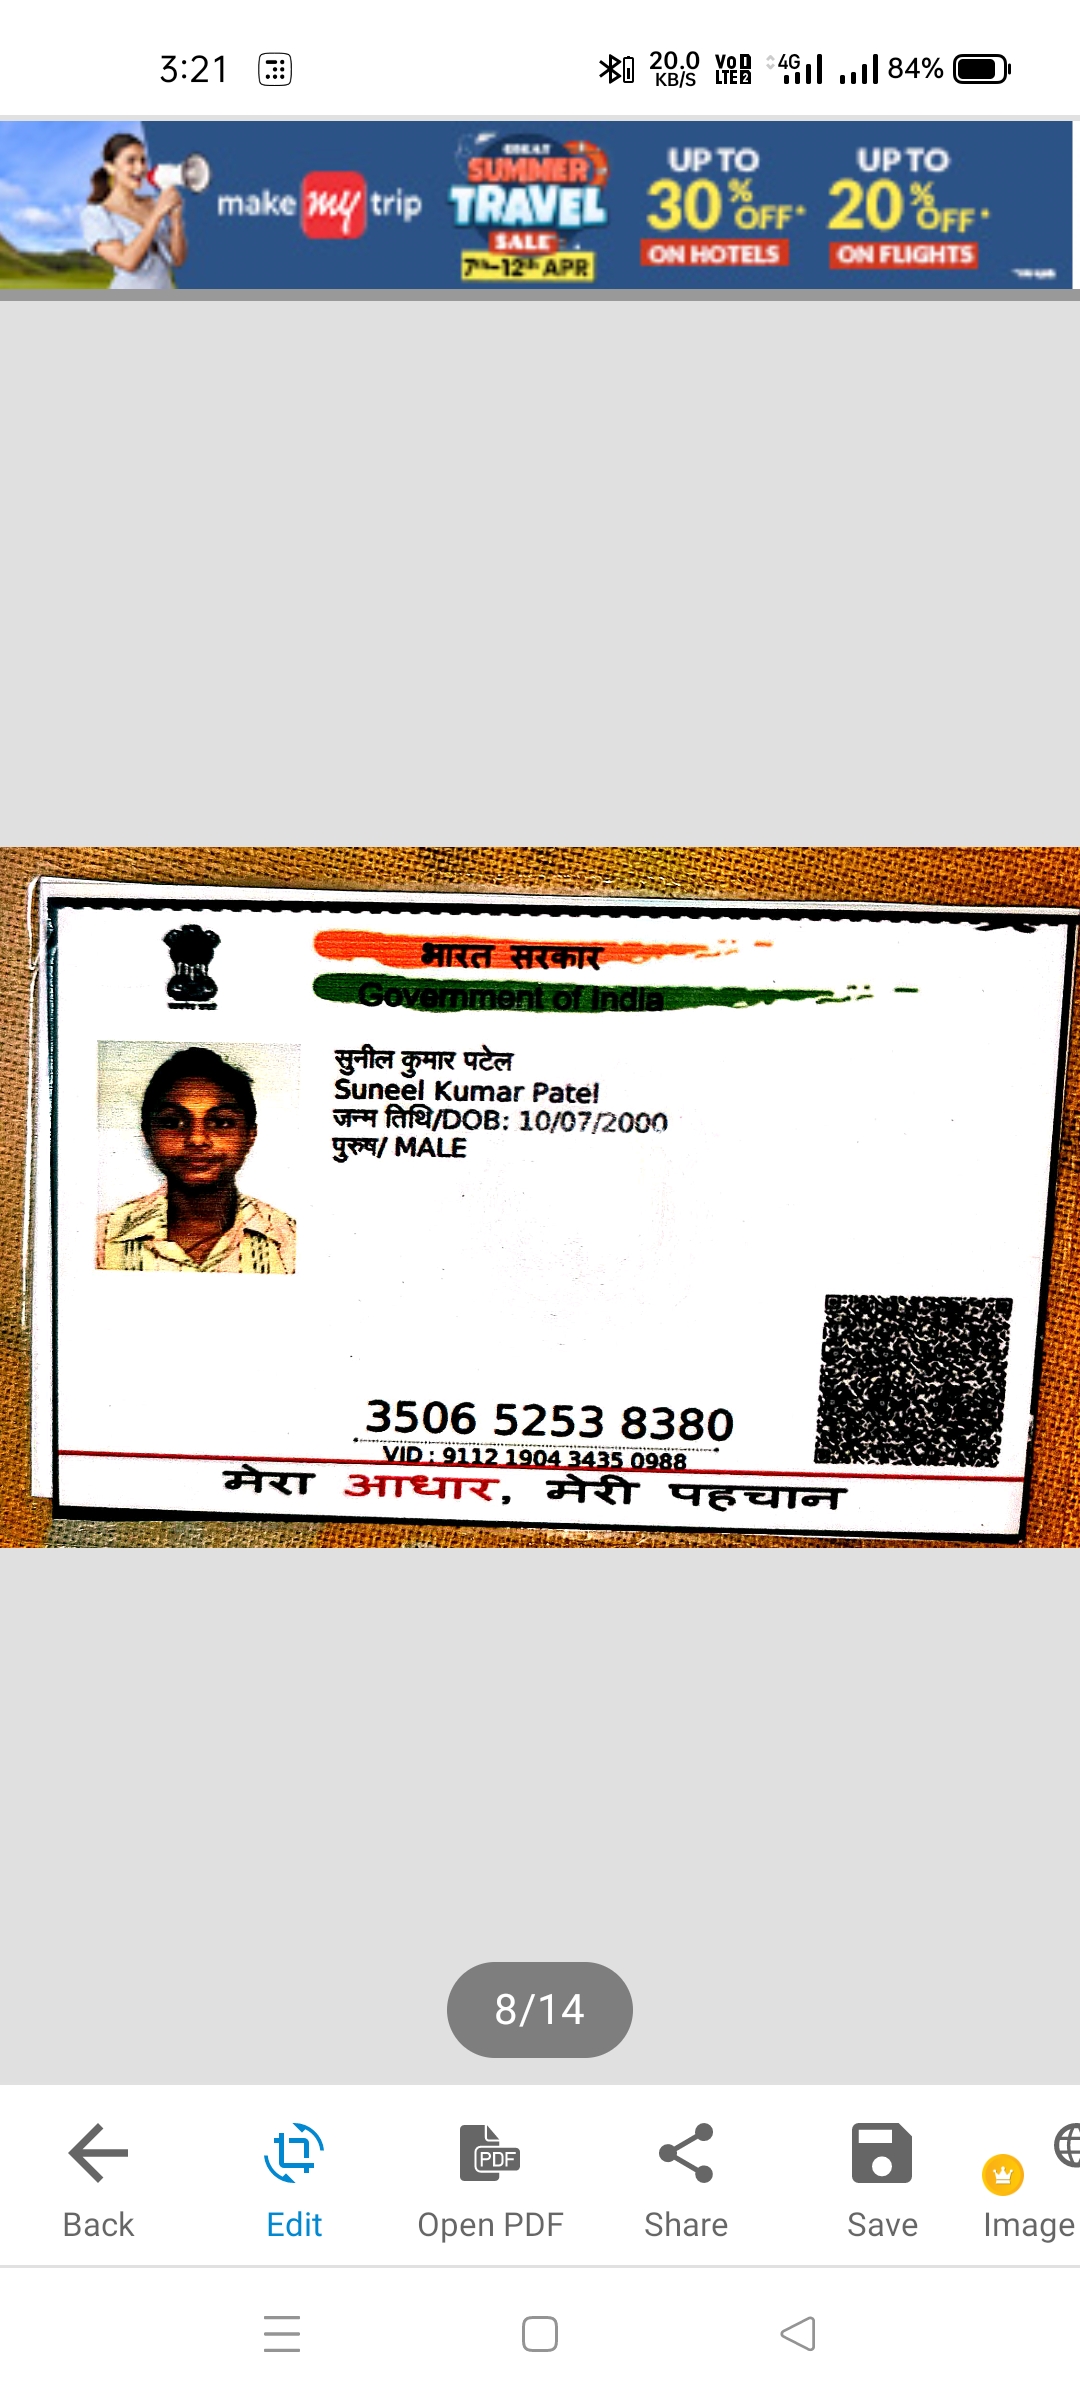 3:21
20.0 KB/S
VoLTE
4G
84%
make my trip
GREAT SUMMER TRAVEL SALE
7th-12th APR
UP TO 30% OFF*
ON HOTELS
UP TO 20% OFF*
ON FLIGHTS
भारत सरकार
Government of India
सुनील कुमार पटेल
Suneel Kumar Patel
जन्म तिथि/DOB: 10/07/2000
पुरुष/ MALE
3506 5253 8380
VID : 9112 1904 3435 0988
मेरा आधार, मेरी पहचान
8/14
Back
Edit
PDF
Open PDF
Share
Save
Image